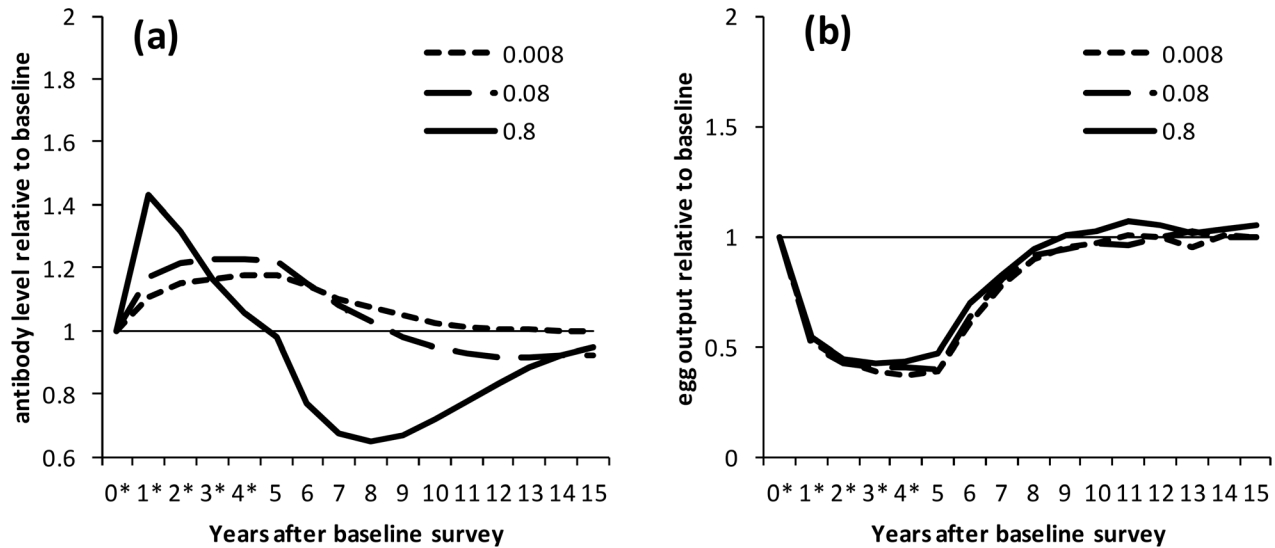 (a)
0.008
0.08
0.8
antibody level relative to baseline
2
1.8
1.6
1.4
1.2
1
0.8
0.6
0* 1* 2* 3* 4* 5 6 7 8 9 10 11 12 13 14 15
Years after baseline survey
(b)
0.008
0.08
0.8
egg output relative to baseline
2
1.5
1
0.5
0
0* 1* 2* 3* 4* 5 6 7 8 9 10 11 12 13 14 15
Years after baseline survey